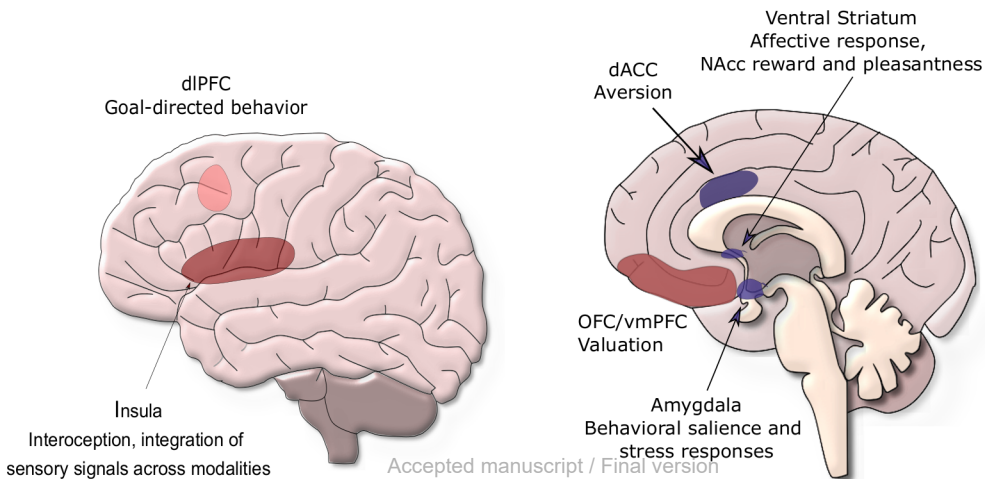 dlPFC
Goal-directed behavior
Insula
Interoception, integration of
sensory signals across modalities
Ventral Striatum
Affective response,
NAcc reward and pleasantness
dACC
Aversion
OFC/vmPFC
Valuation
Amygdala
Behavioral salience and
stress responses
Accepted manuscript / Final version